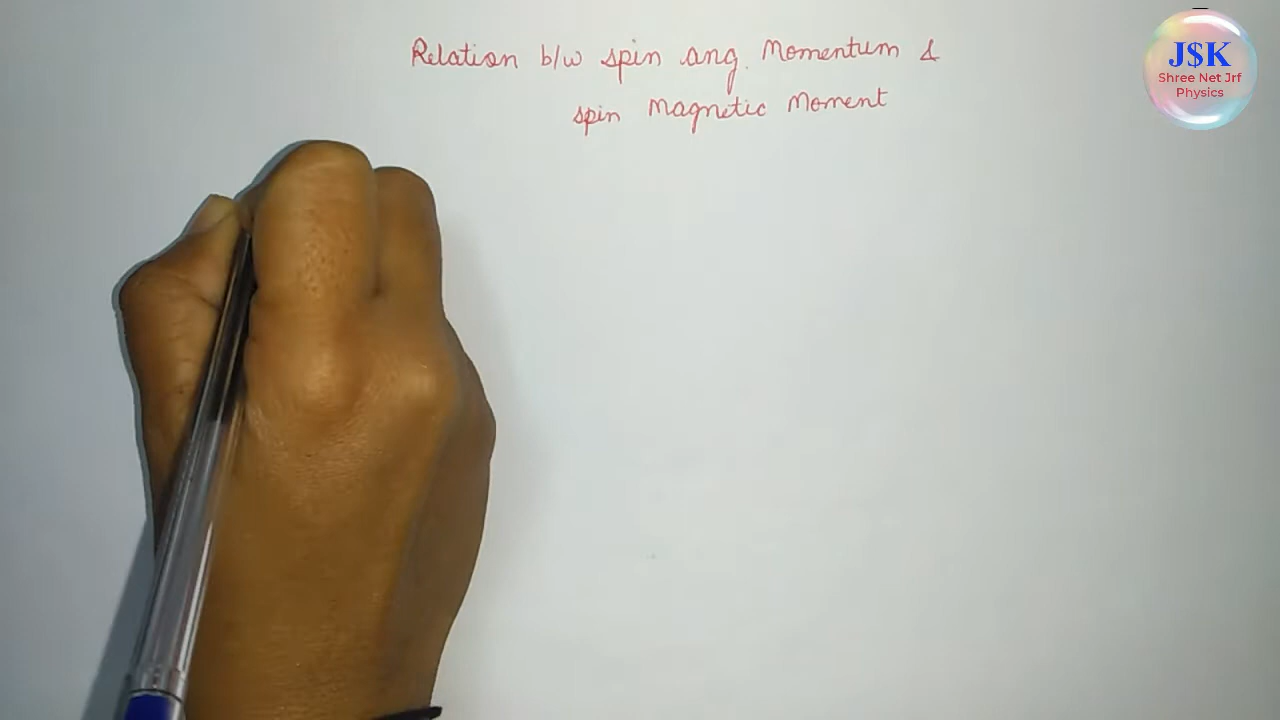 Relation b/w spin ang. Momentum &
spin Magnetic Moment
JSK
Shree Net Jrf
Physics